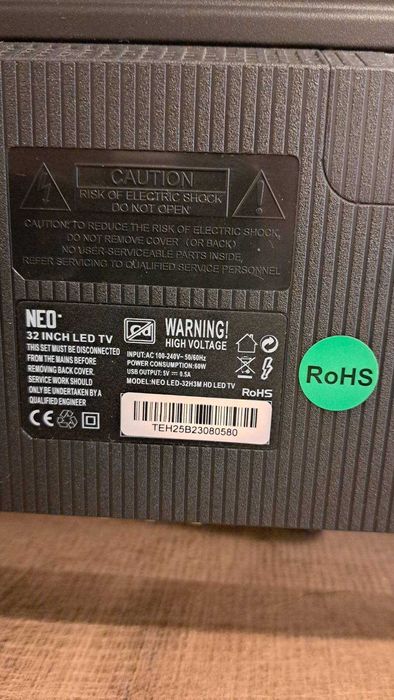 CAUTION
RISK OF ELECTRIC SHOCK
DO NOT OPEN
CAUTION: TO REDUCE THE RISK OF ELECTRIC SHOCK,
DO NOT REMOVE COVER (OR BACK)
NO USER-SERVICEABLE PARTS INSIDE,
REFER SERVICING TO QUALIFIED SERVICE PERSONNEL
NEO
32 INCH LED TV
THIS SET MUST BE DISCONNECTED
FROM THE MANS BEFORE
REMOVING BACK COVER.
SERVICE WORK SHOULD
ONLY BE UNDERTAKEN BY A
QUALIFIED ENGINEER
CE
WARNING!
HIGH VOLTAGE
INPUT:AC 100-240V~ 50/60Hz
POWER CONSUMPTION:60W
USB OUTPUT:5V ⎓ 0.5A
MODEL:NEO LED-32H3M HD LED TV
RoHS
TEH25B23080580
RoHS